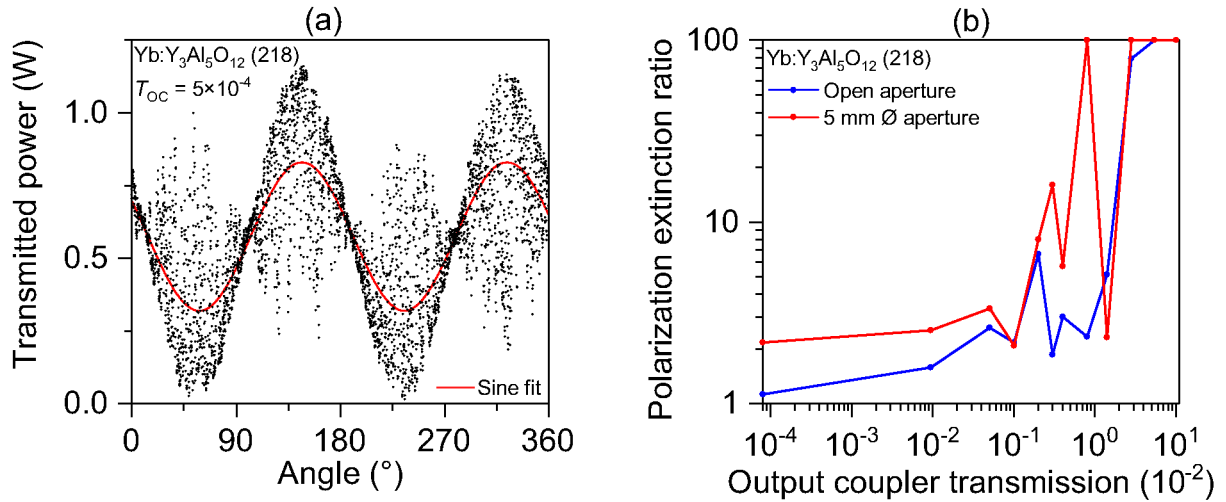 (a)
Yb:Y₃Al₅O₁₂ (218)
T_OC = 5×10⁻⁴
Transmitted power (W)
1.0
0.5
0.0
Sine fit
0 90 180 270 360
Angle (°)
(b)
Yb:Y₃Al₅O₁₂ (218)
Open aperture
5 mm Ø aperture
Polarization extinction ratio
100
10
1
10⁻⁴ 10⁻³ 10⁻² 10⁻¹ 10⁰ 10¹
Output coupler transmission (10⁻²)